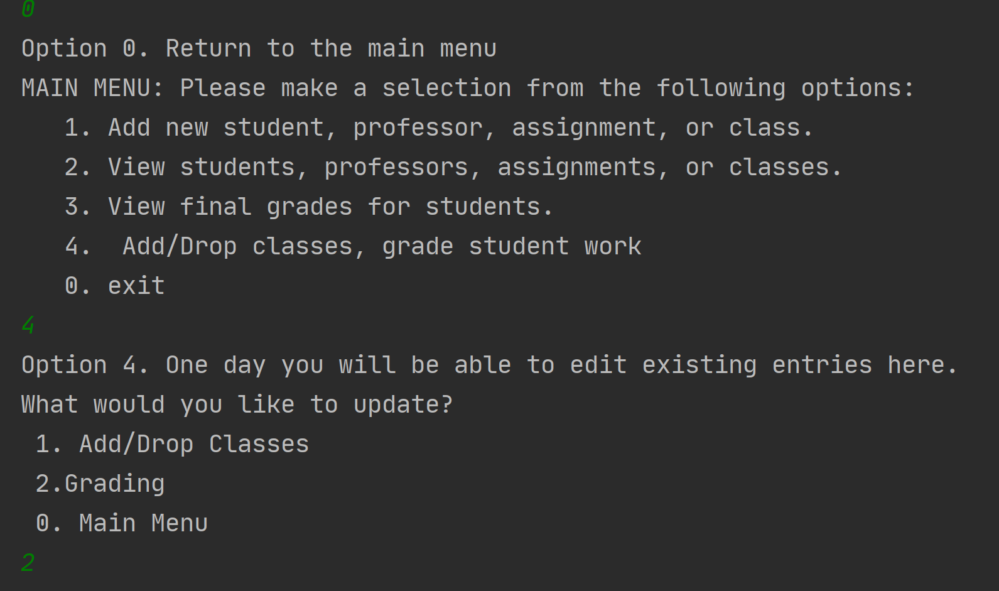 0
Option 0. Return to the main menu
MAIN MENU: Please make a selection from the following options:
   1. Add new student, professor, assignment, or class.
   2. View students, professors, assignments, or classes.
   3. View final grades for students.
   4.  Add/Drop classes, grade student work
   0. exit
4
Option 4. One day you will be able to edit existing entries here.
What would you like to update?
 1. Add/Drop Classes
 2.Grading
 0. Main Menu
2